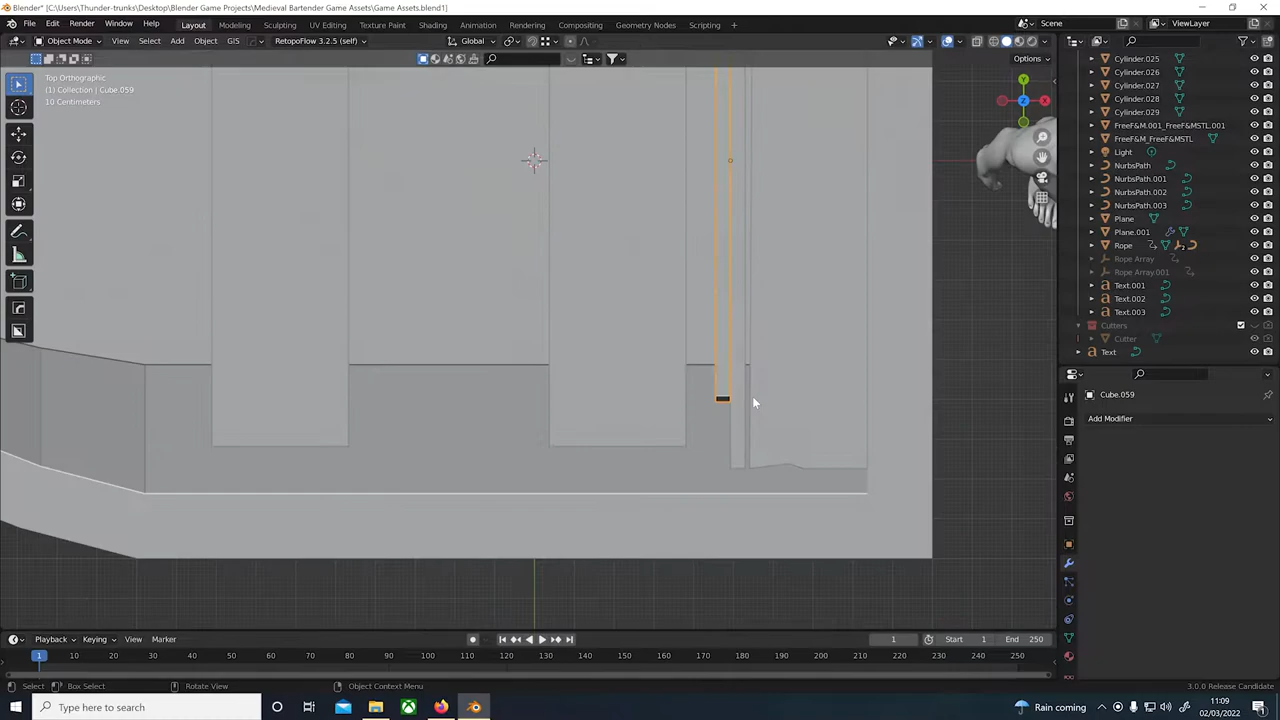 Blender* [C:\Users\Thunder-trunks\Desktop\Blender Game Projects\Medieval Bartender Game Assets\Game Assets.blend1]
File Edit Render Window Help Layout Modeling Sculpting UV Editing Texture Paint Shading Animation Rendering Compositing Geometry Nodes Scripting + Scene ViewLayer
Object Mode View Select Add Object GIS RetopoFlow 3.2.5 (self) Global
Options
Top Orthographic
(1) Collection | Cube.059
10 Centimeters
Y
X
Z
Cylinder.025
Cylinder.026
Cylinder.027
Cylinder.028
Cylinder.029
FreeF&M.001_FreeF&MSTL.001
FreeF&M_FreeF&MSTL
Light
NurbsPath
NurbsPath.001
NurbsPath.002
NurbsPath.003
Plane
Plane.001
Rope
Rope Array
Rope Array.001
Text.001
Text.002
Text.003
Cutters
Cutter
Text
Cube.059
Add Modifier
Playback Keying View Marker 1 Start 1 End 250
1 10 20 30 40 50 60 70 80 90 100 110 120 130 140 150 160 170 180 190 200 210 220 230 240 250
Select Box Select Rotate View Object Context Menu 3.0.0 Release Candidate
Type here to search
Rain coming
11:09
02/03/2022